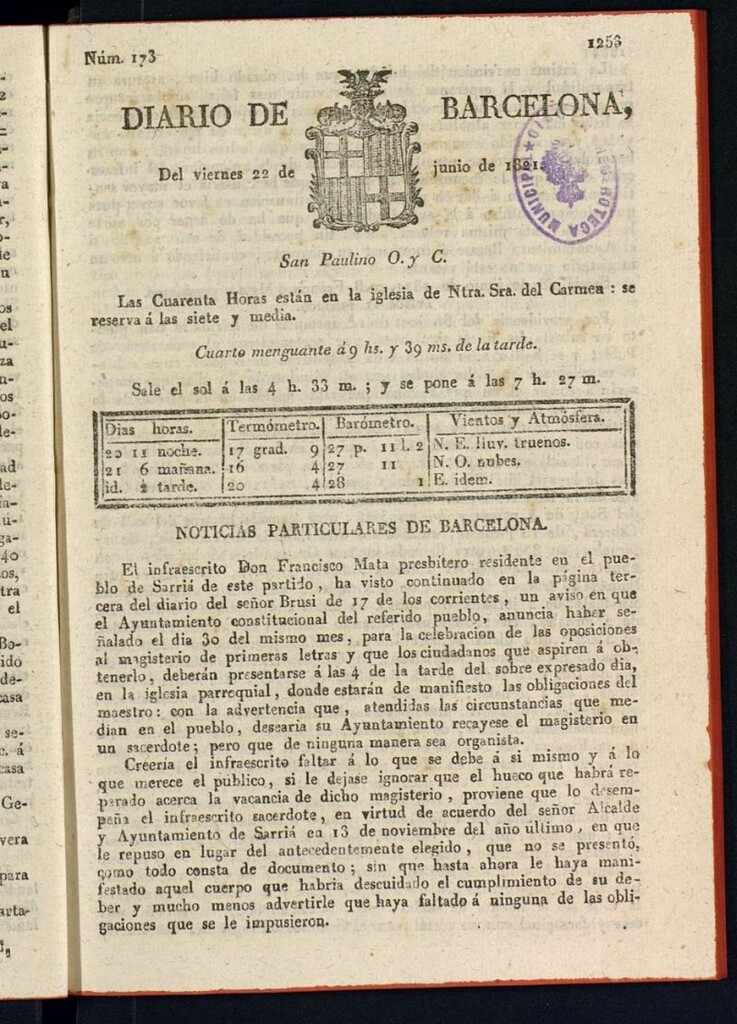 Núm. 173
1253
DIARIO DE BARCELONA,
Del viernes 22 de junio de 1821.
MUNICIPAL
San Paulino O. y C.
Las Cuarenta Horas están en la iglesia de Ntra. Sra. del Carmen : se
reserva á las siete y media.
Cuarto menguante á 9 hs. y 39 ms. de la tarde.
Sale el sol á las 4 h. 33 m. ; y se pone á las 7 h. 27 m.
Dias horas. Termómetro. Barómetro. Vientos y Atmósfera.
20 11 noche. 17 grad. 9 27 p. 11 l. 2 N. E. lluv. truenos.
21 6 mañana. 16 4 27 11 N. O. nubes.
id. 2 tarde. 20 4 28 1 E. idem.
NOTICIAS PARTICULARES DE BARCELONA.
El infraescrito Don Francisco Mata presbítero residente en el pue-
blo de Sarriá de este partido, ha visto continuado en la página ter-
cera del diario del señor Brusi de 17 de los corrientes, un aviso en que
el Ayuntamiento constitucional del referido pueblo, anuncia haber se-
ñalado el dia 30 del mismo mes, para la celebracion de las oposiciones
al magisterio de primeras letras y que los ciudadanos que aspiren á ob-
tenerlo, deberán presentarse á las 4 de la tarde del sobre expresado dia,
en la iglesia parroquial, donde estarán de manifiesto las obligaciones del
maestro: con la advertencia que, atendidas las circunstancias que me-
dian en el pueblo, desearia su Ayuntamiento recayese el magisterio en
un sacerdote; pero que de ninguna manera sea organista.
Creeria el infraescrito faltar á lo que se debe á si mismo y á lo
que merece el público, si le dejase ignorar que el hueco que habrá re-
parado acerca la vacancia de dicho magisterio, proviene que lo desem-
peña el infraescrito sacerdote, en virtud de acuerdo del señor Alcalde
y Ayuntamiento de Sarriá en 13 de noviembre del año último, en que
le repuso en lugar del antecedentemente elegido, que no se presentó,
como todo consta de documento; sin que hasta ahora le haya mani-
festado aquel cuerpo que habria descuidado el cumplimiento de su de-
ber y mucho menos advertirle que haya faltado á ninguna de las obli-
gaciones que se le impusieron.